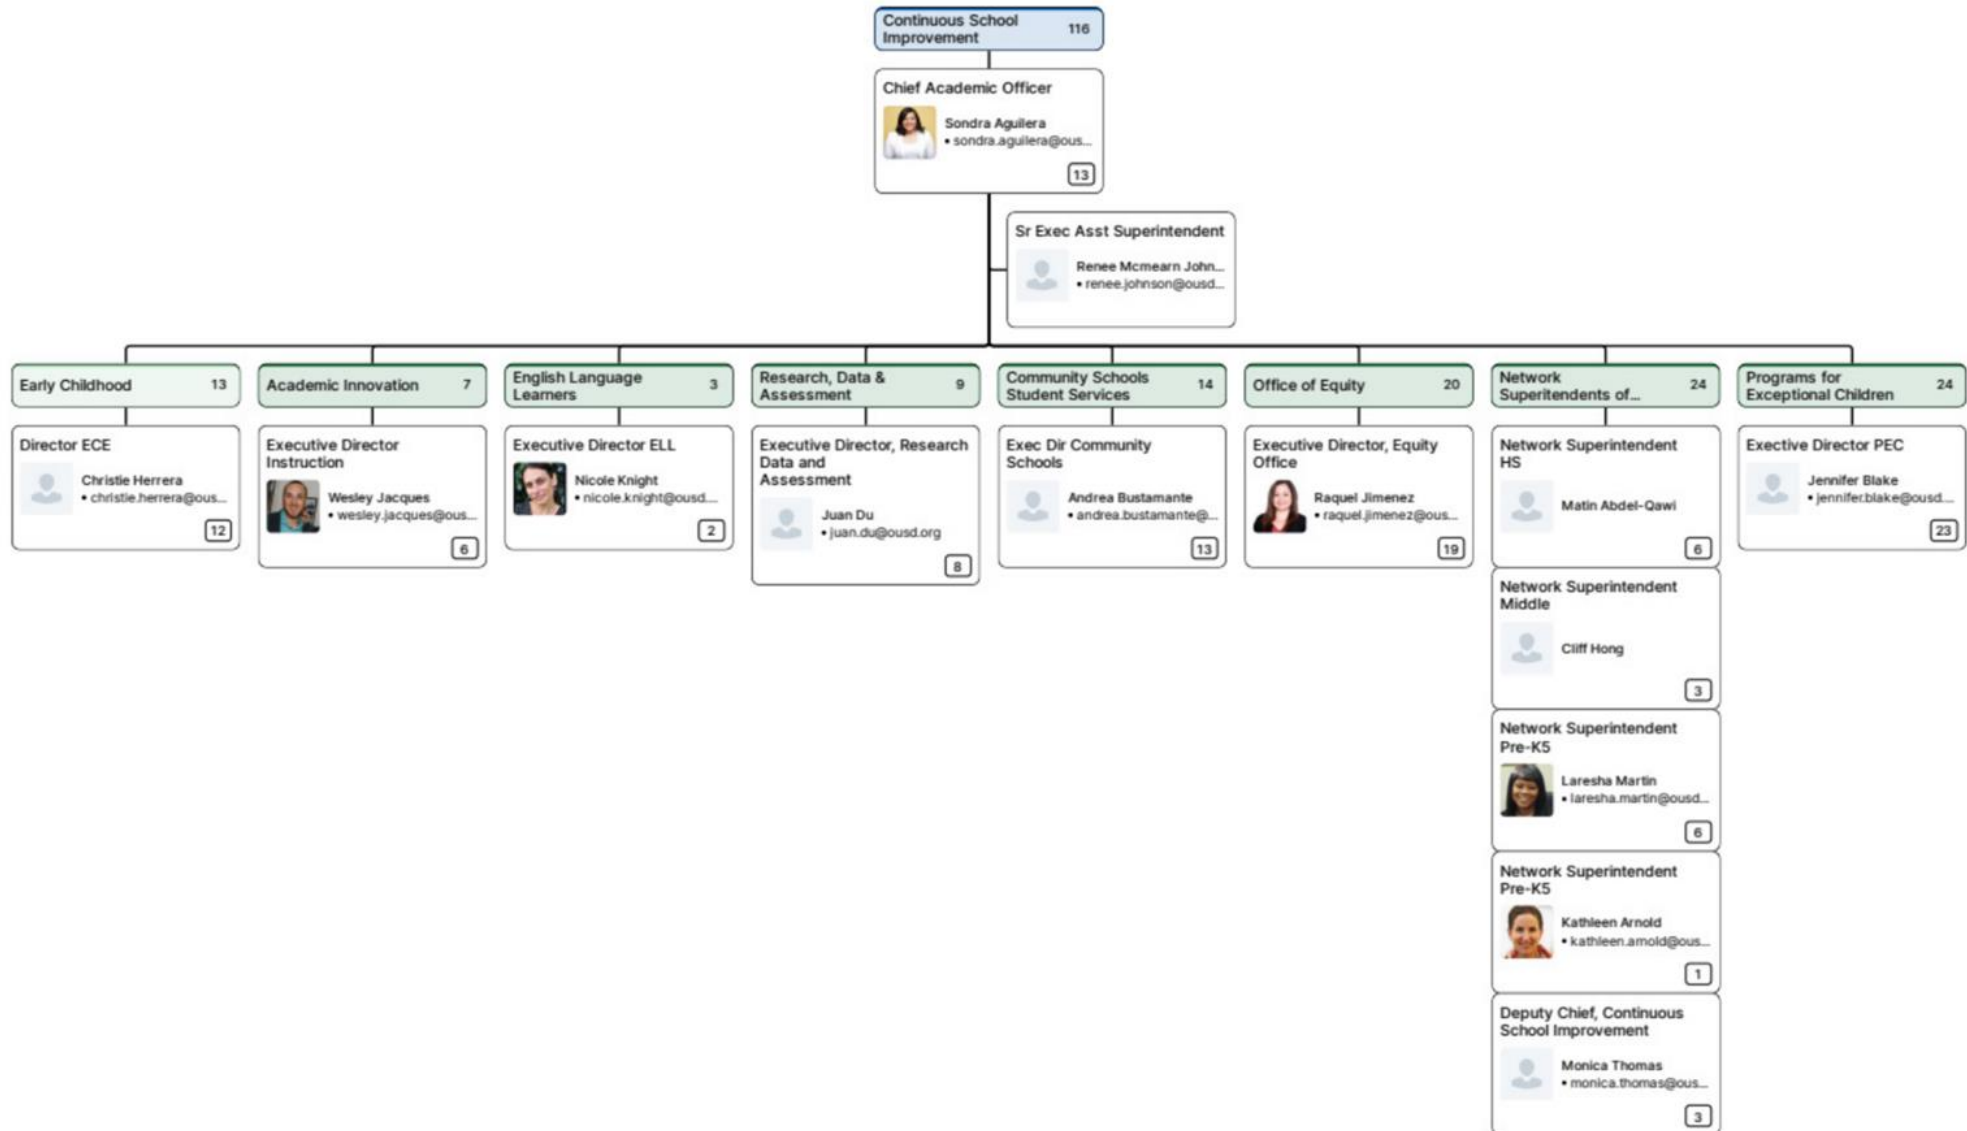 Continuous School
Improvement
116
Chief Academic Officer
Sondra Aguilera
• sondra.aguilera@ous...
13
Sr Exec Asst Superintendent
Renee Mcmearn John...
• renee.johnson@ousd...
Early Childhood
13
Director ECE
Christie Herrera
• christie.herrera@ous...
12
Academic Innovation
7
Executive Director
Instruction
Wesley Jacques
• wesley.jacques@ous...
6
English Language
Learners
3
Executive Director ELL
Nicole Knight
• nicole.knight@ousd....
2
Research, Data &
Assessment
9
Executive Director, Research
Data and
Assessment
Juan Du
• juan.du@ousd.org
8
Community Schools
Student Services
14
Exec Dir Community
Schools
Andrea Bustamante
• andrea.bustamante@...
13
Office of Equity
20
Executive Director, Equity
Office
Raquel Jimenez
• raquel.jimenez@ous...
19
Network
Superitendents of...
24
Network Superintendent
HS
Matin Abdel-Qawi
6
Network Superintendent
Middle
Cliff Hong
3
Network Superintendent
Pre-K5
Laresha Martin
• laresha.martin@ousd...
6
Network Superintendent
Pre-K5
Kathleen Arnold
• kathleen.arnold@ous...
1
Deputy Chief, Continuous
School Improvement
Monica Thomas
• monica.thomas@ous...
3
Programs for
Exceptional Children
24
Exective Director PEC
Jennifer Blake
• jennifer.blake@ousd....
23